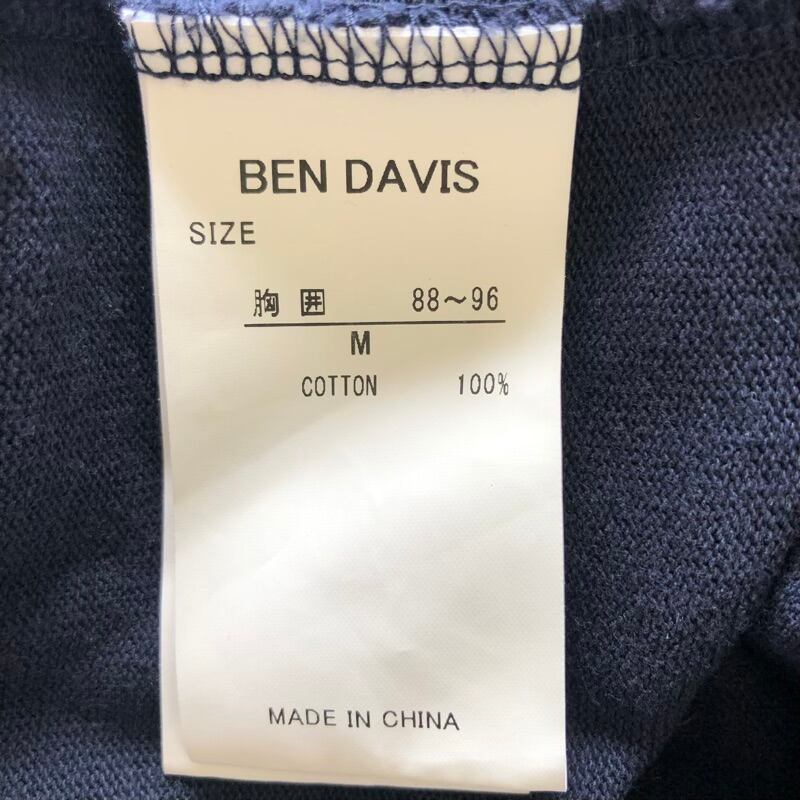 BEN DAVIS
SIZE
胸囲 88～96
M
COTTON 100%
MADE IN CHINA